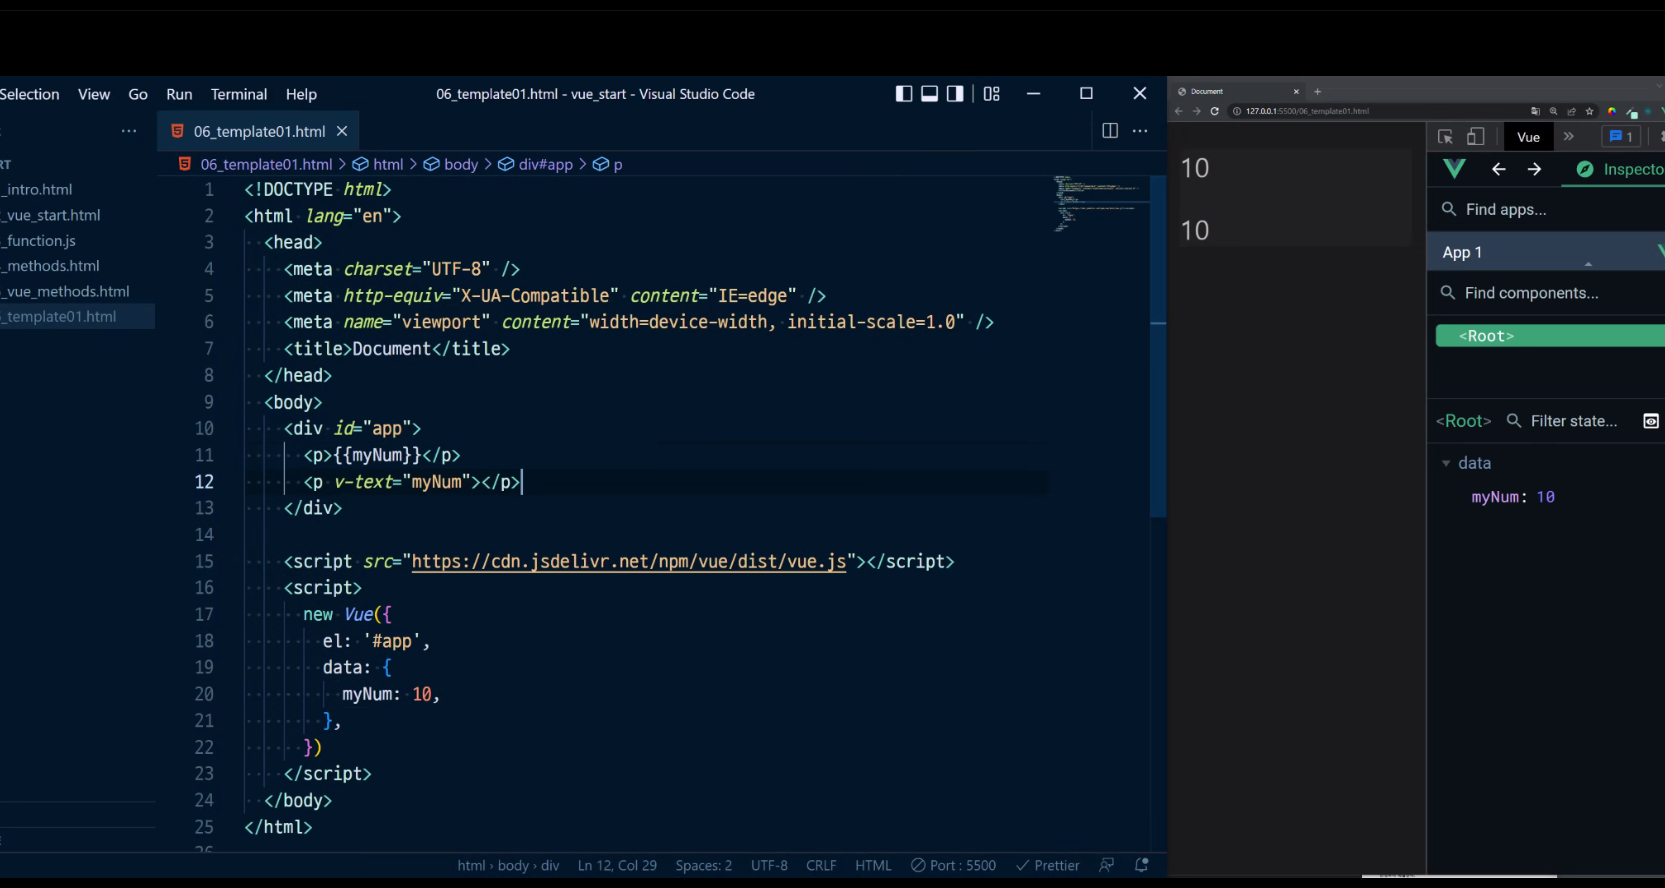 Selection View Go Run Terminal Help
06_template01.html - vue_start - Visual Studio Code
06_template01.html
06_template01.html > html > body > div#app > p
_intro.html
_vue_start.html
_function.js
_methods.html
_vue_methods.html
_template01.html
1 <!DOCTYPE html>
2 <html lang="en">
3 <head>
4 <meta charset="UTF-8" />
5 <meta http-equiv="X-UA-Compatible" content="IE=edge" />
6 <meta name="viewport" content="width=device-width, initial-scale=1.0" />
7 <title>Document</title>
8 </head>
9 <body>
10 <div id="app">
11 <p>{{myNum}}</p>
12 <p v-text="myNum"></p>
13 </div>
14
15 <script src="https://cdn.jsdelivr.net/npm/vue/dist/vue.js"></script>
16 <script>
17 new Vue({
18 el: '#app',
19 data: {
20 myNum: 10,
21 },
22 })
23 </script>
24 </body>
25 </html>
html › body › div Ln 12, Col 29 Spaces: 2 UTF-8 CRLF HTML Port : 5500 Prettier
Document
127.0.0.1:5500/06_template01.html
10
10
Vue » 1
Inspecto
Find apps...
App 1
Find components...
<Root>
<Root> Filter state...
data
myNum: 10